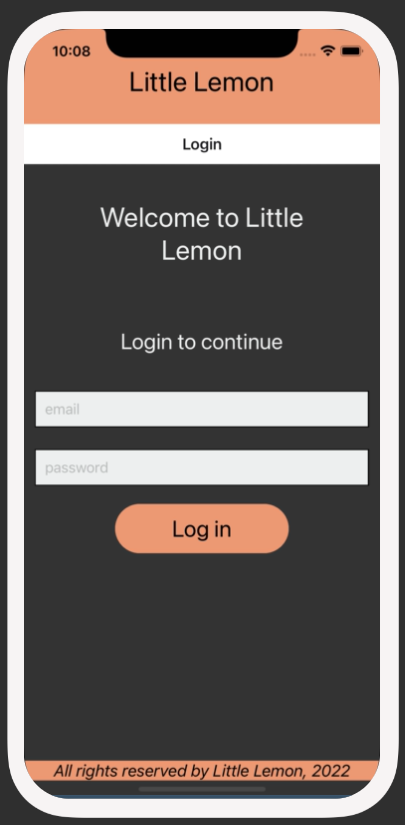 10:08
Little Lemon
Login
Welcome to Little
Lemon
Login to continue
email
password
Log in
All rights reserved by Little Lemon, 2022